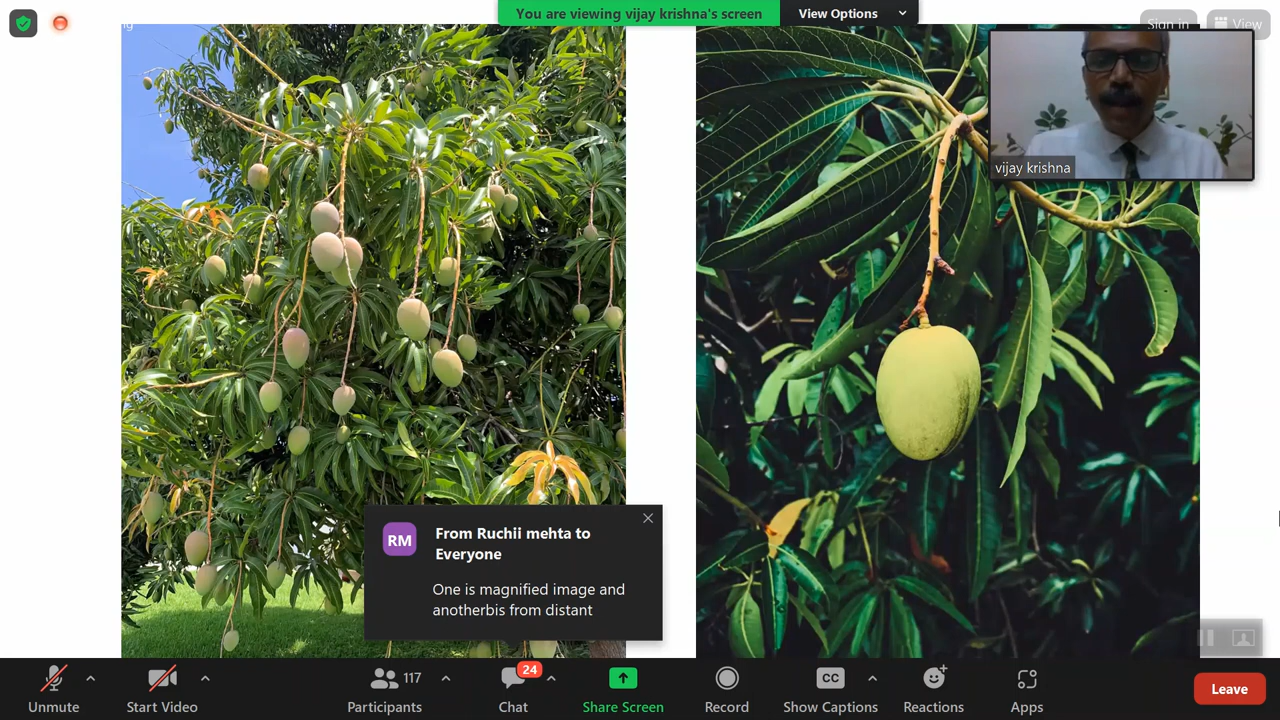 You are viewing vijay krishna's screen
View Options
Sign in
View
vijay krishna
RM
From Ruchii mehta to
Everyone
One is magnified image and
anotherbis from distant
Unmute
Start Video
117
Participants
24
Chat
Share Screen
Record
CC
Show Captions
Reactions
Apps
Leave